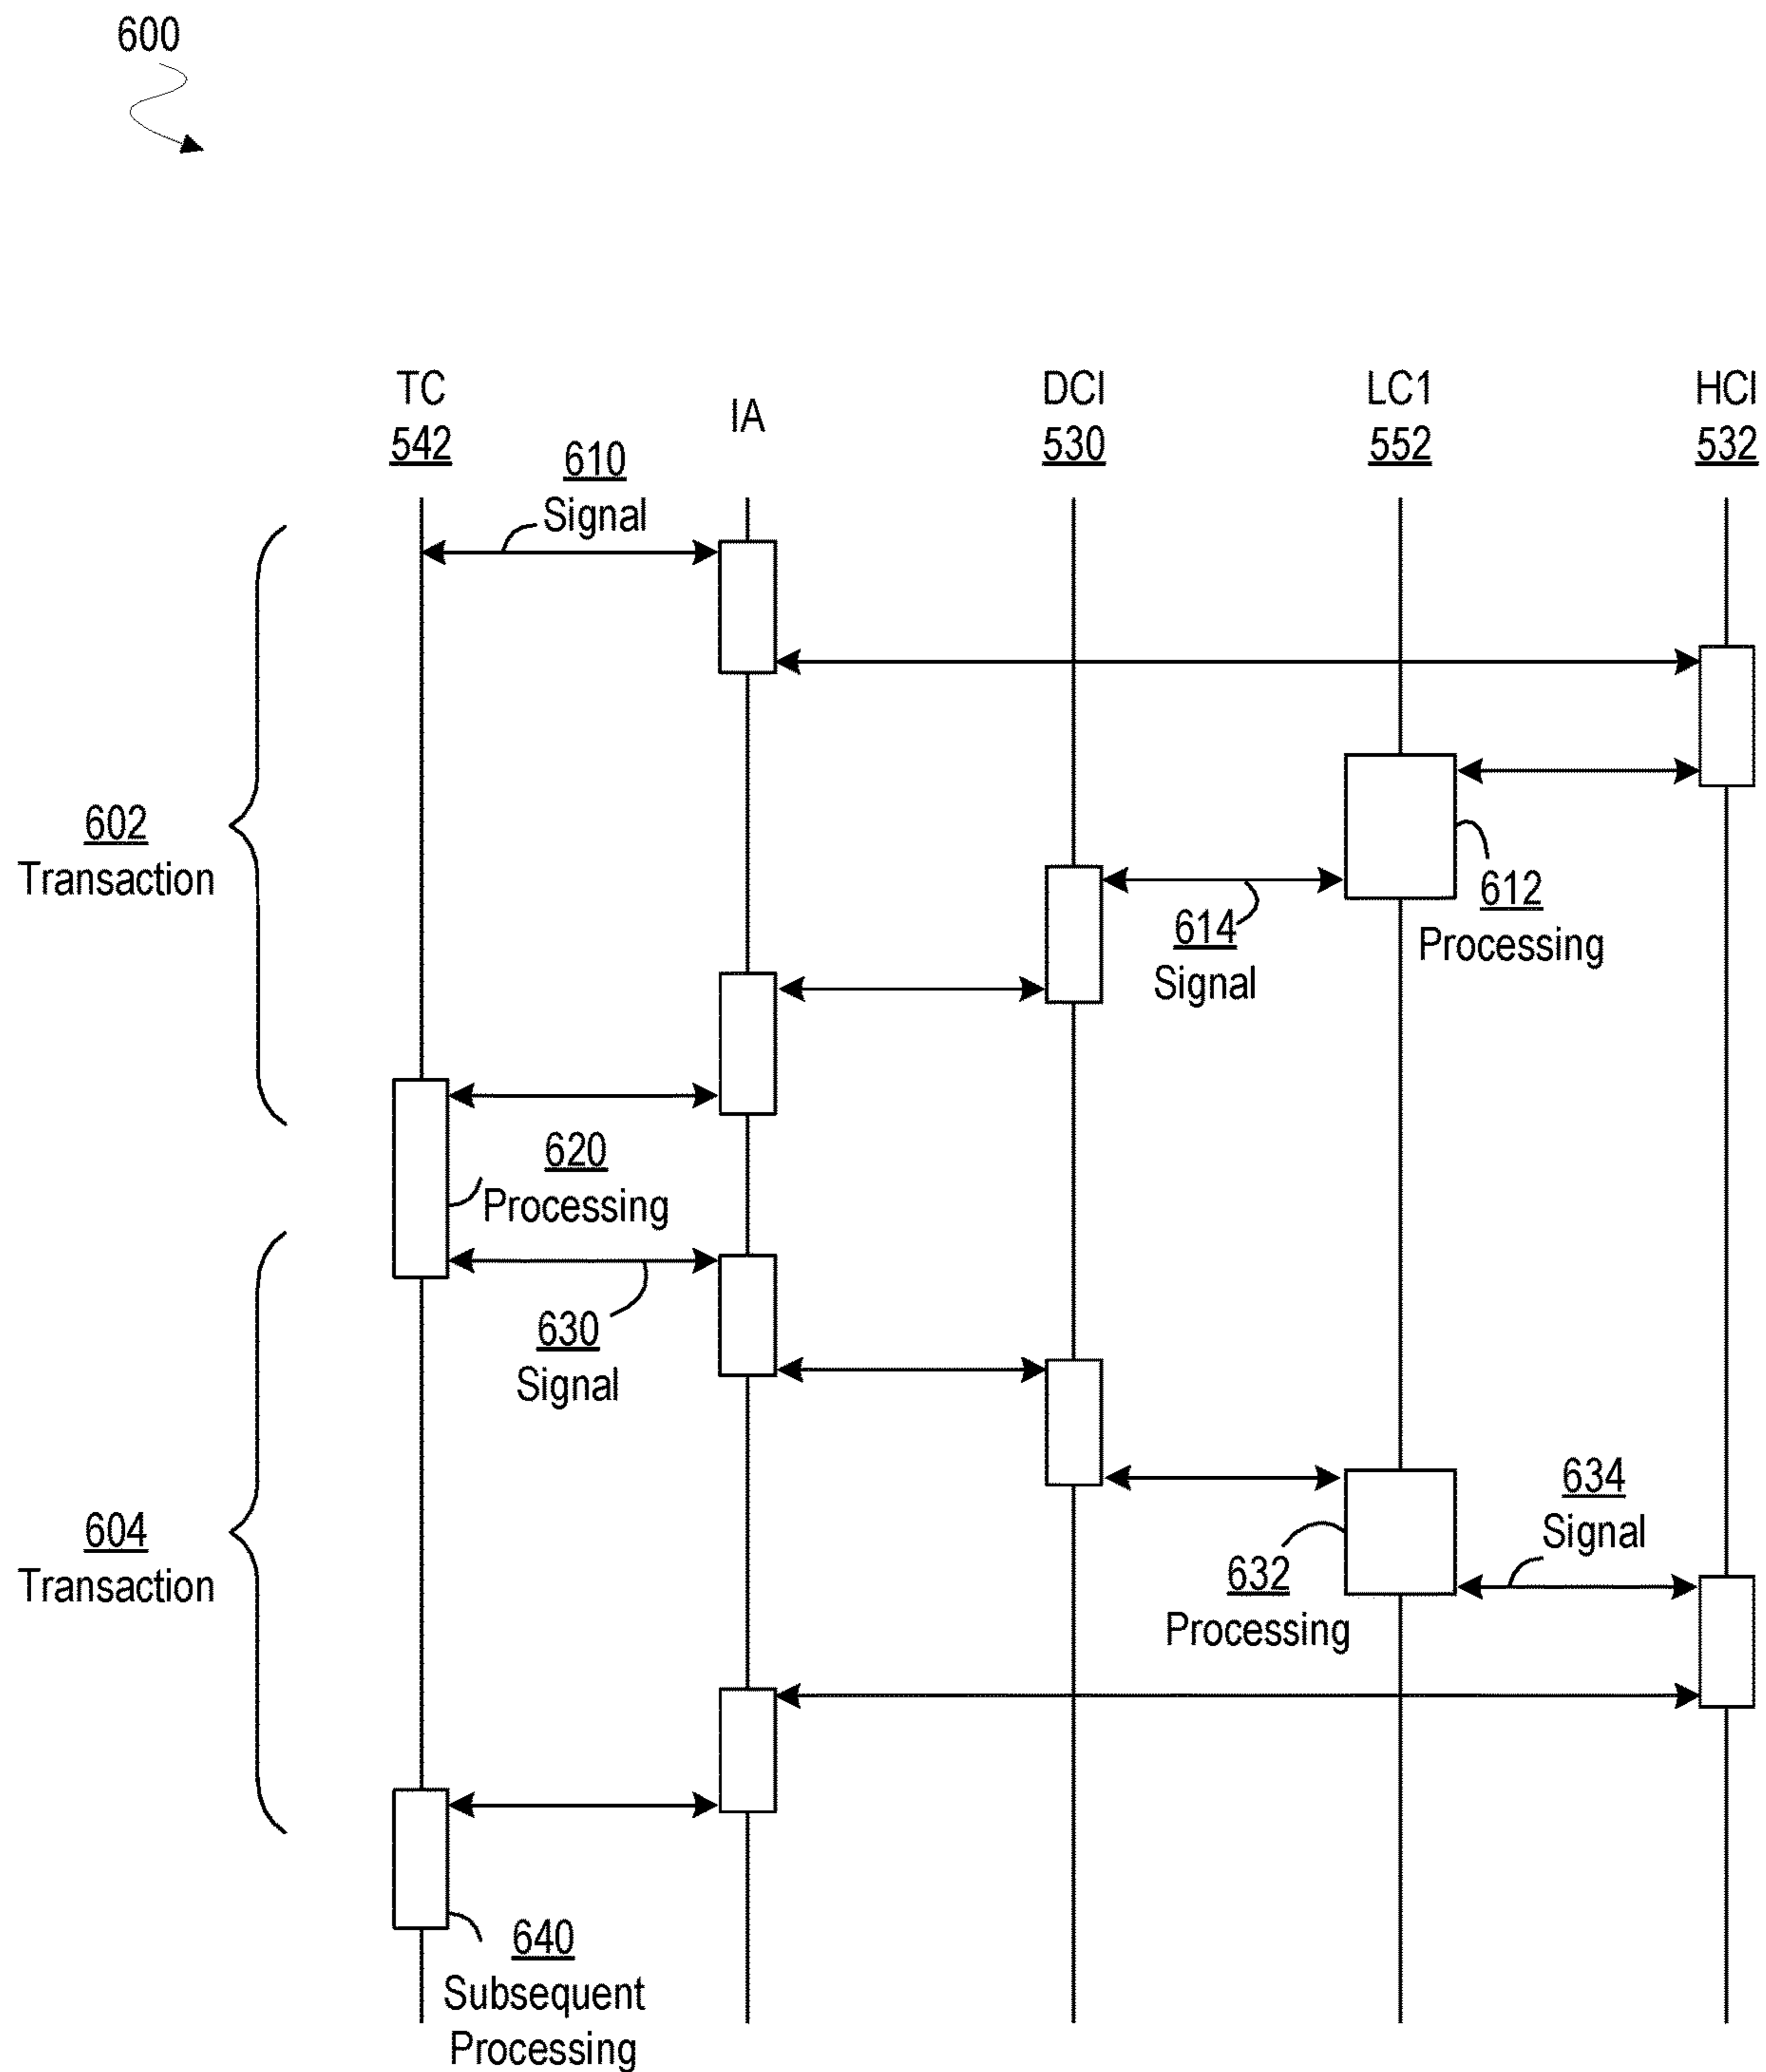 600
TC
542
IA
DCI
530
LC1
552
HCI
532
610
Signal
602
Transaction
612
Processing
614
Signal
620
Processing
630
Signal
604
Transaction
634
Signal
632
Processing
640
Subsequent
Processing